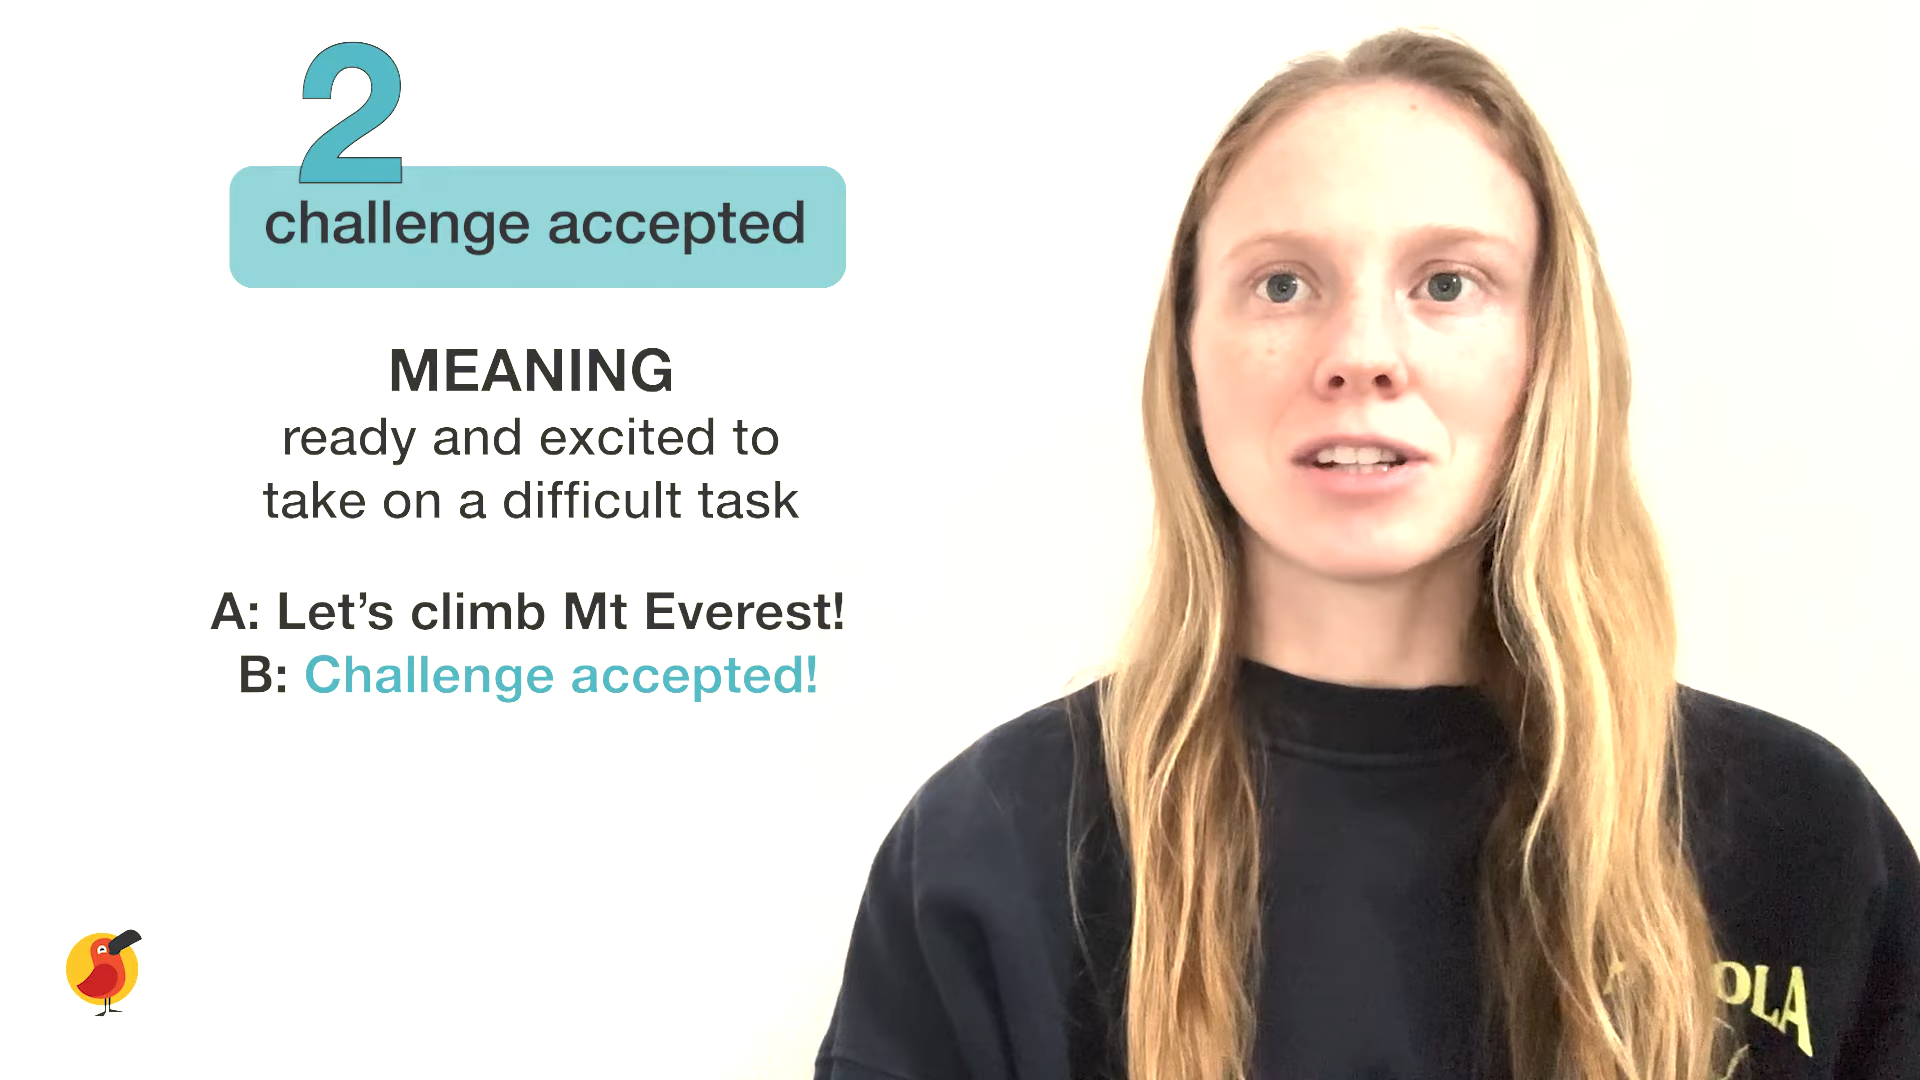 2
challenge accepted
MEANING
ready and excited to
take on a difficult task
A: Let’s climb Mt Everest!
B: Challenge accepted!